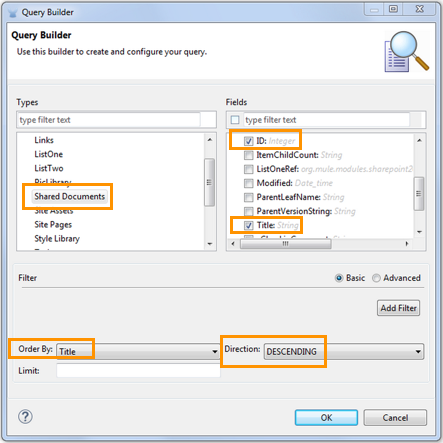 Query Builder
Query Builder
Use this builder to create and configure your query.
Types
Fields
type filter text
type filter text
Links
ListOne
ListTwo
PicLibrary
Shared Documents
Site Assets
Site Pages
Style Library
ID: Integer
ItemChildCount: String
ListOneRef: org.mule.modules.sharepoint2
Modified: Date_time
ParentLeafName: String
ParentVersionString: String
Title: String
Filter
Basic
Advanced
Add Filter
Order By: Title
Direction: DESCENDING
Limit:
?
OK
Cancel